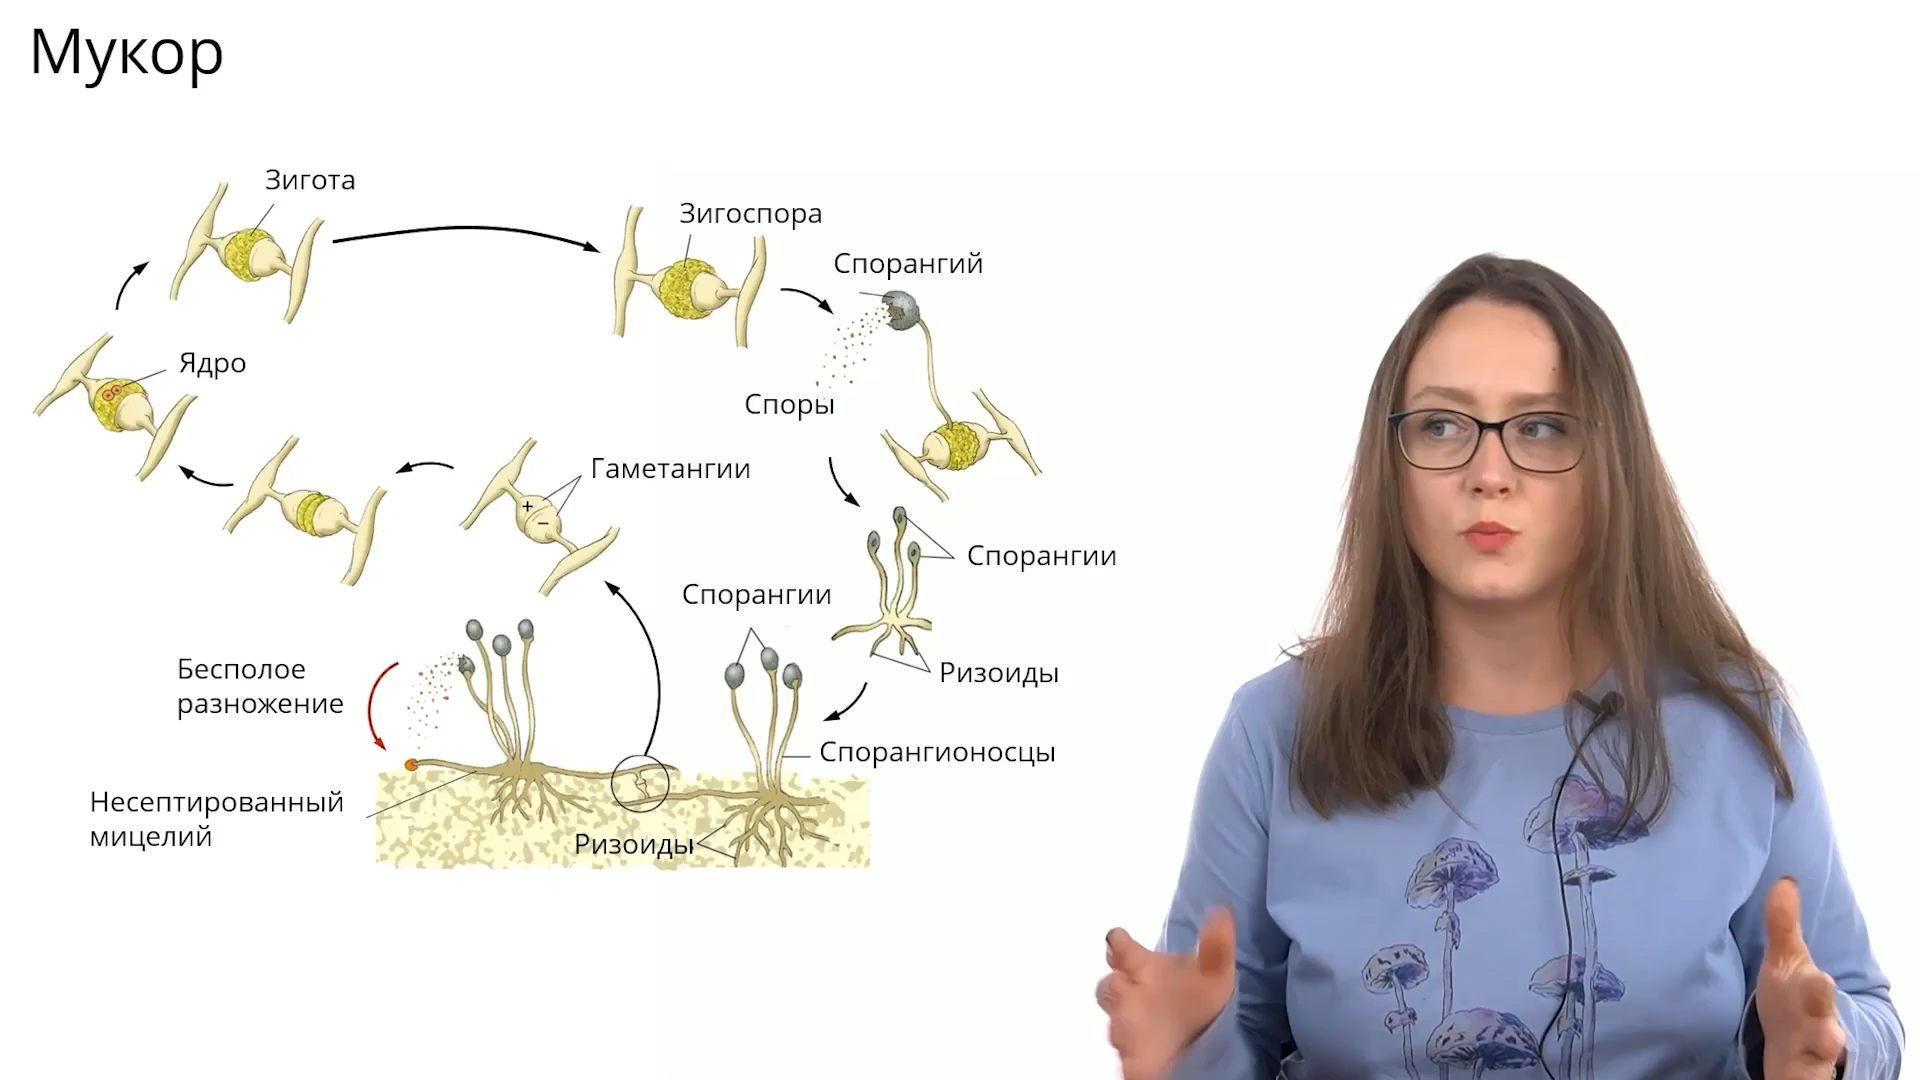 Мукор
Зигота
Зигоспора
Спорангий
Ядро
Споры
Гаметангии
+
−
Спорангии
Спорангии
Бесполое
разножение
Ризоиды
Спорангионосцы
Несептированный
мицелий
Ризоиды